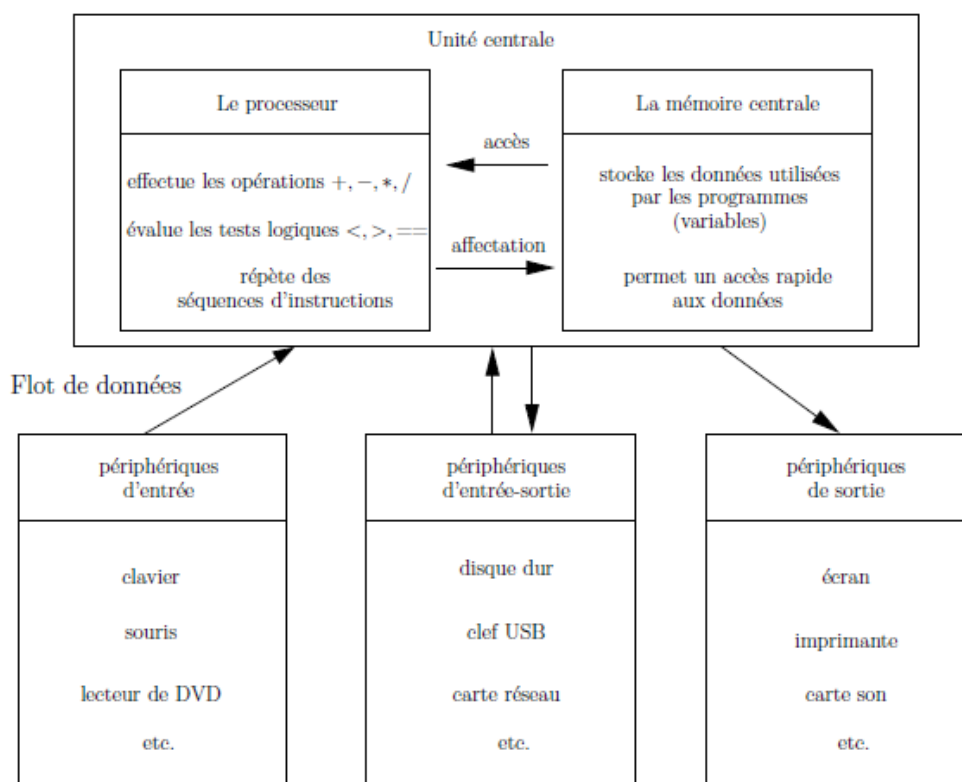 Unité centrale
Le processeur
effectue les opérations +, −, *, /
évalue les tests logiques <, >, ==
répète des
séquences d'instructions
accès
affectation
La mémoire centrale
stocke les données utilisées
par les programmes
(variables)
permet un accès rapide
aux données
Flot de données
périphériques
d'entrée
clavier
souris
lecteur de DVD
etc.
périphériques
d'entrée-sortie
disque dur
clef USB
carte réseau
etc.
périphériques
de sortie
écran
imprimante
carte son
etc.